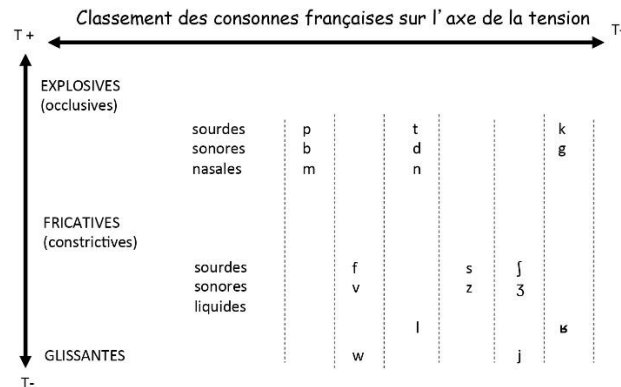 Classement des consonnes françaises sur l'axe de la tension
T + T-
EXPLOSIVES
(occlusives)
sourdes p t k
sonores b d g
nasales m n
FRICATIVES
(constrictives)
sourdes f s ʃ
sonores v z ʒ
liquides
l ʁ
GLISSANTES w j
T-